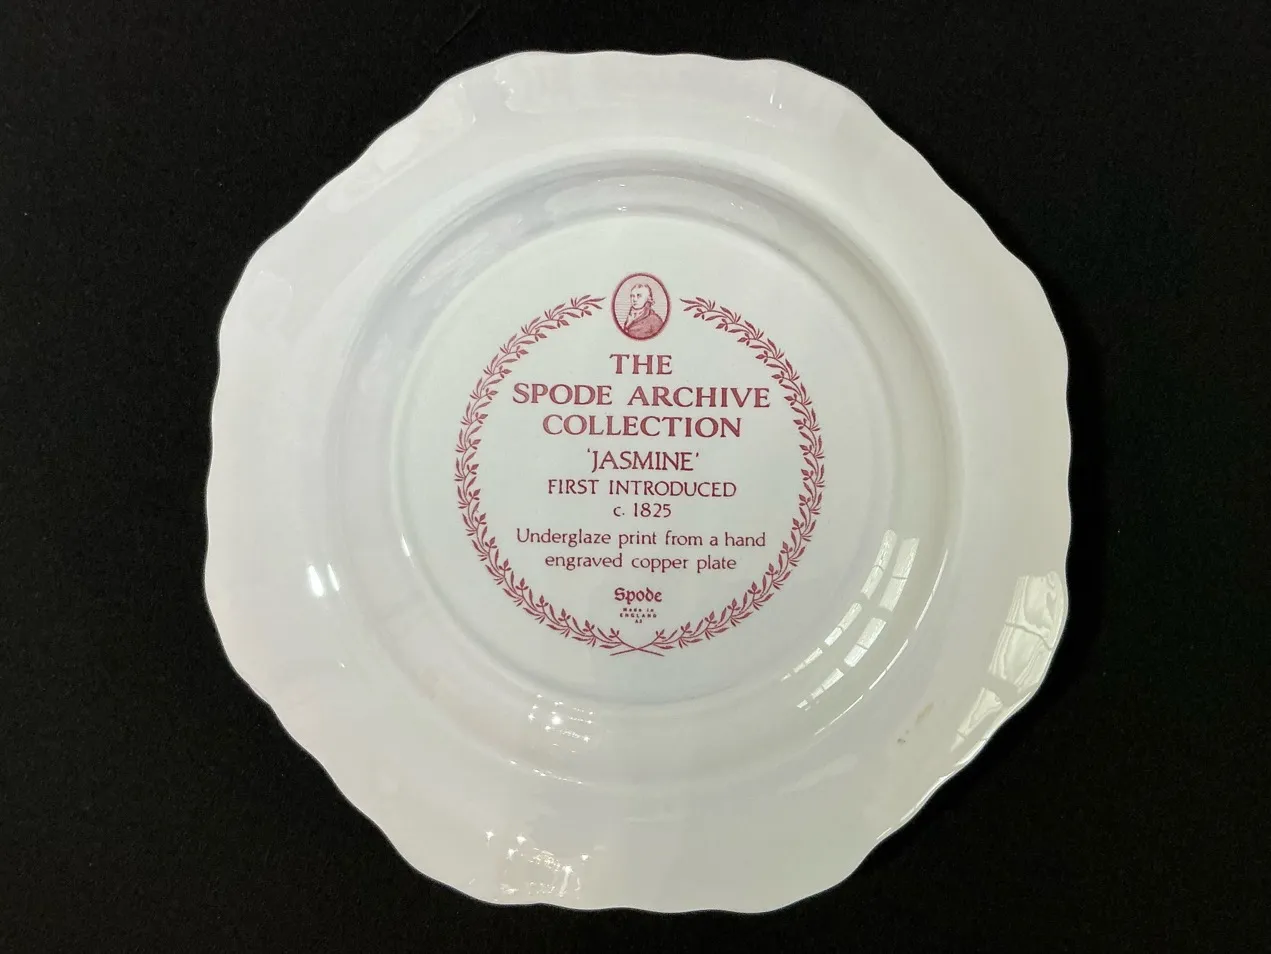 THE
SPODE ARCHIVE
COLLECTION
'JASMINE'
FIRST INTRODUCED
c. 1825
Underglaze print from a hand
engraved copper plate
Spode
MADE IN
ENGLAND